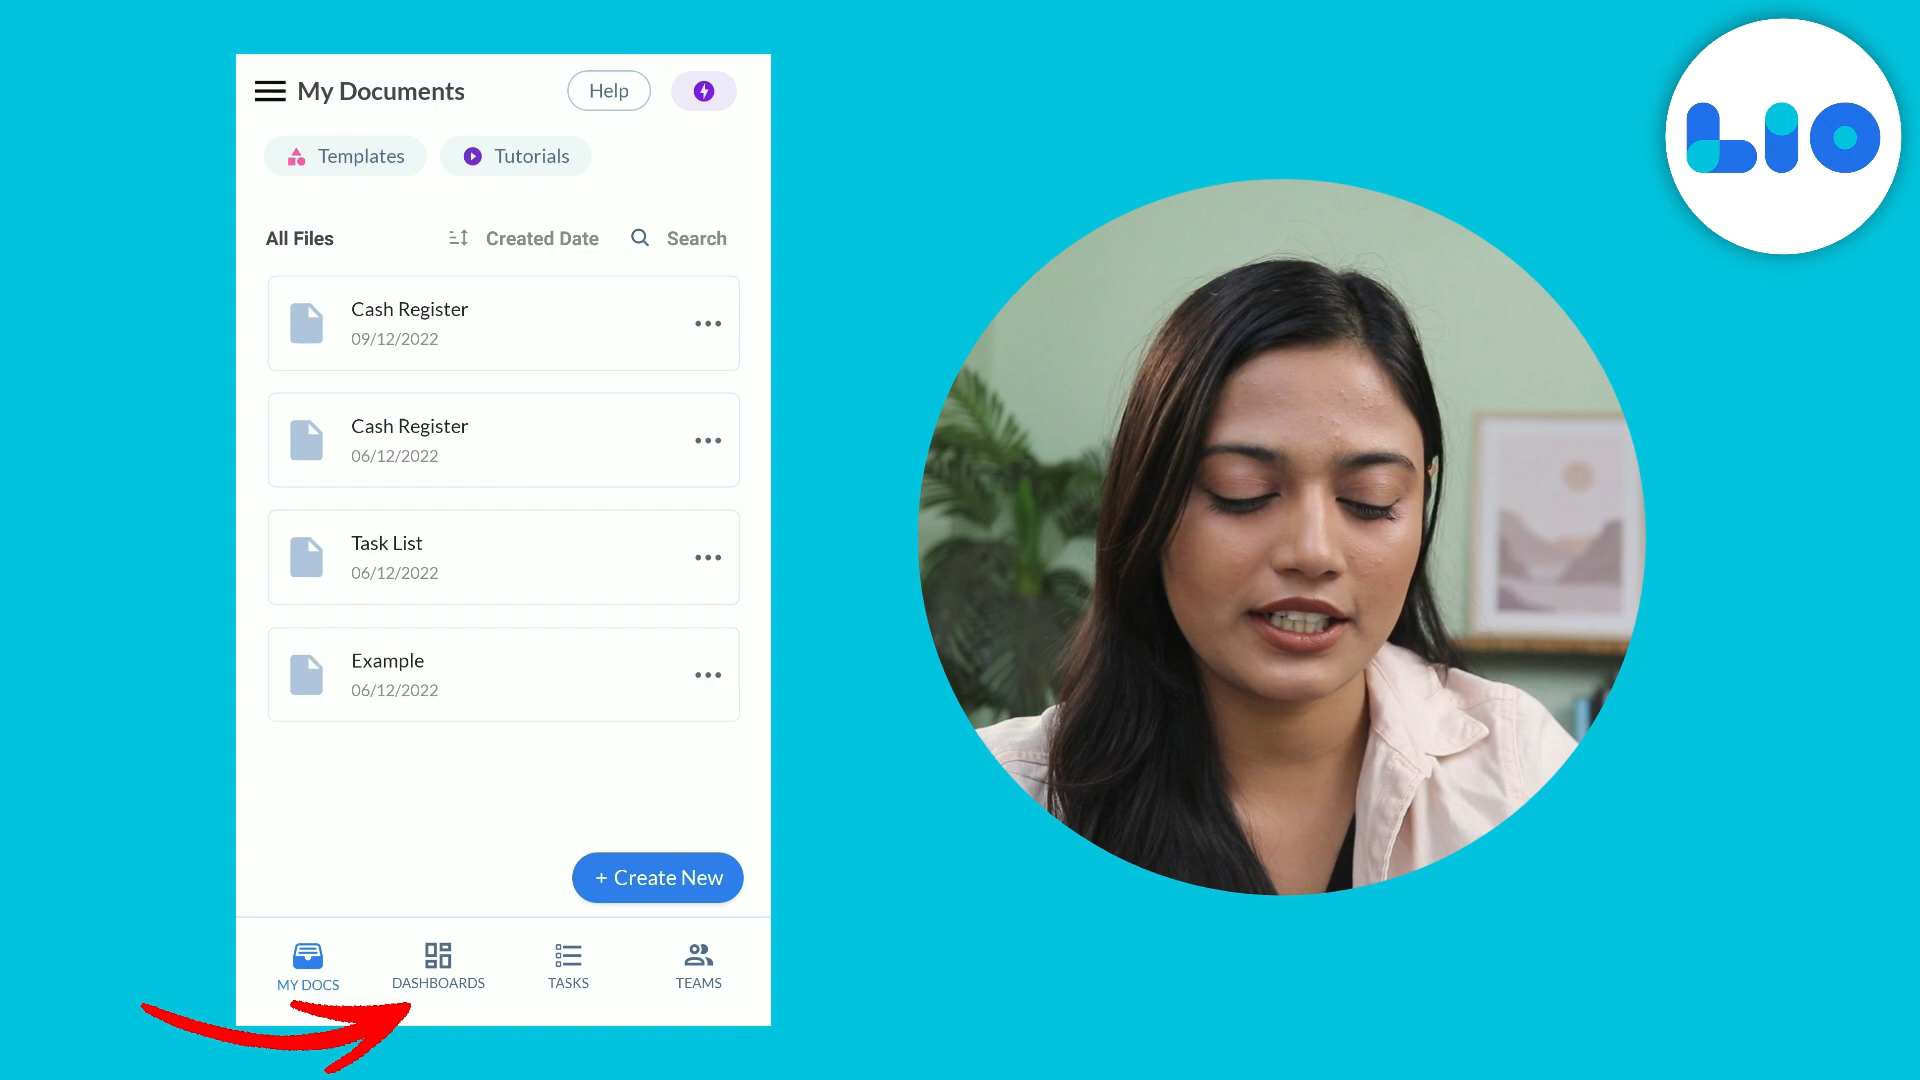 My Documents
Help
Templates
Tutorials
All Files
Created Date
Search
Cash Register
09/12/2022
Cash Register
06/12/2022
Task List
06/12/2022
Example
06/12/2022
+ Create New
MY DOCS
DASHBOARDS
TASKS
TEAMS
LIO